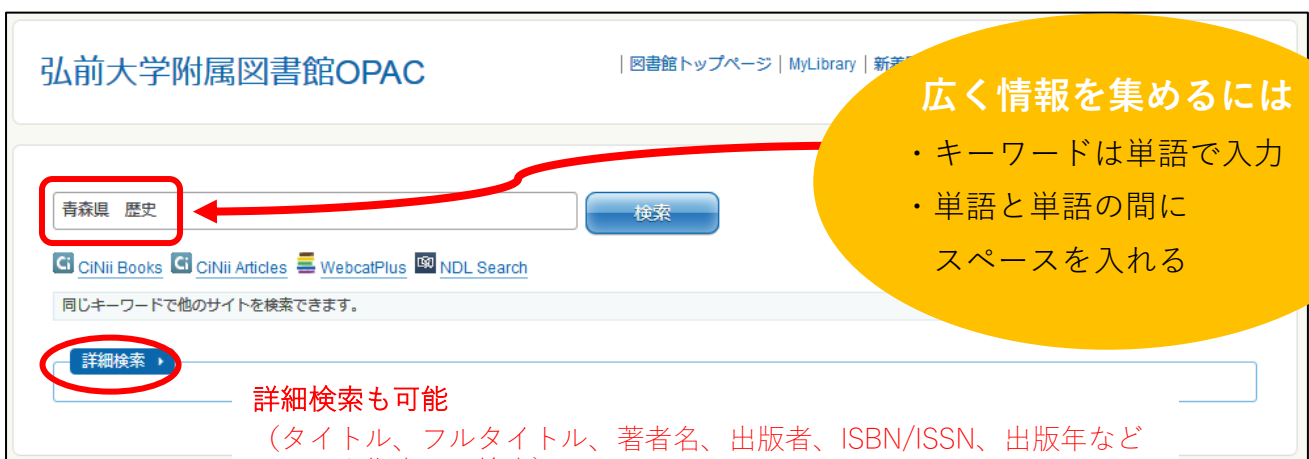 弘前大学附属図書館OPAC
|図書館トップページ|MyLibrary|新着
広く情報を集めるには
・キーワードは単語で入力
・単語と単語の間に
スペースを入れる
青森県　歴史
検索
CiNii Books CiNii Articles WebcatPlus NDL Search
同じキーワードで他のサイトを検索できます。
詳細検索
詳細検索も可能
（タイトル、フルタイトル、著者名、出版者、ISBN/ISSN、出版年など